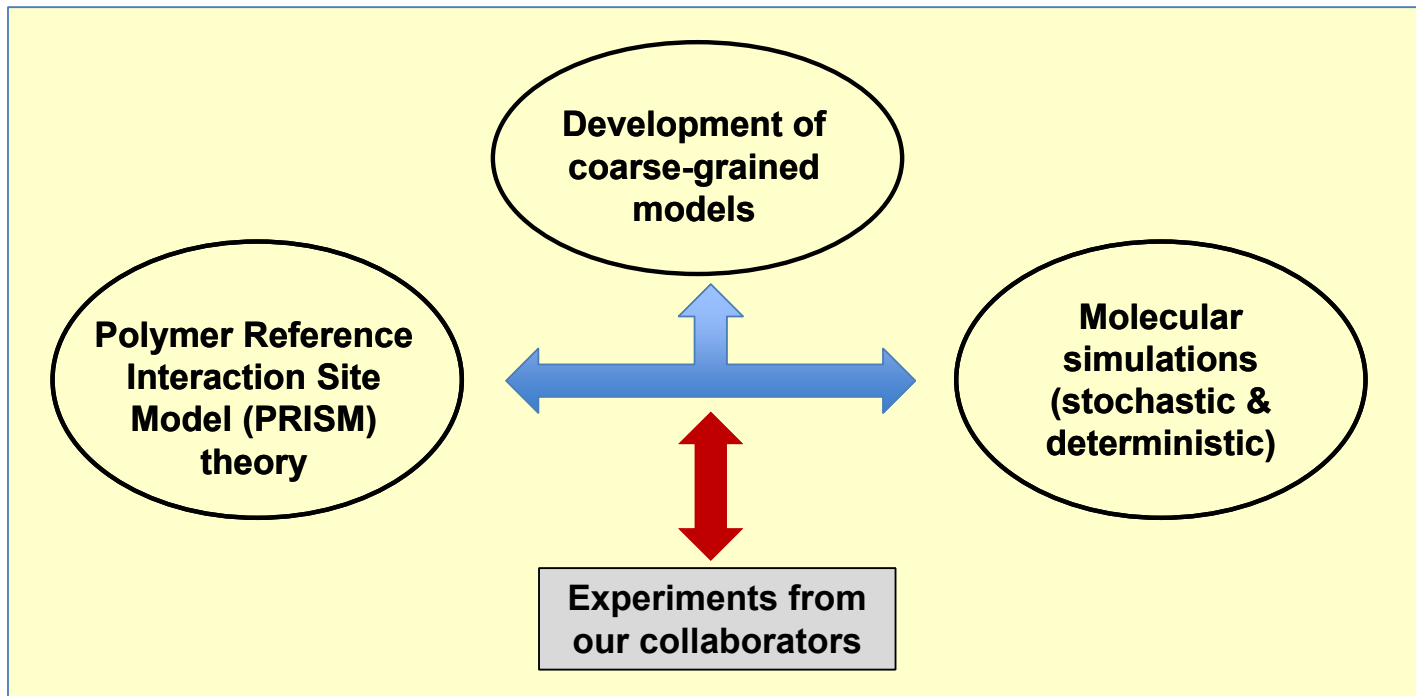 Development of
coarse-grained
models
Polymer Reference
Interaction Site
Model (PRISM)
theory
Molecular
simulations
(stochastic &
deterministic)
Experiments from
our collaborators